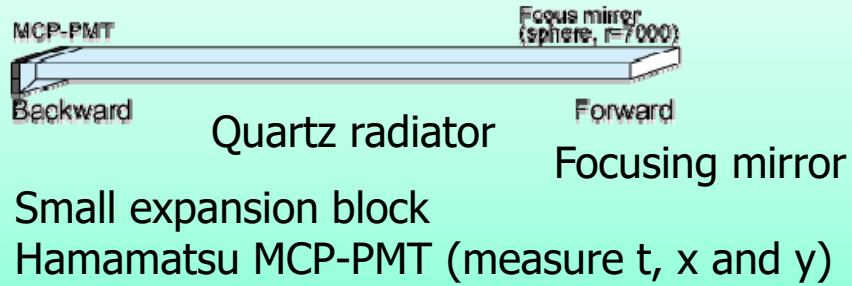 MCP-PMT
Focus mirror
(sphere, r=7000)
Backward
Forward
Quartz radiator
Focusing mirror
Small expansion block
Hamamatsu MCP-PMT (measure t, x and y)